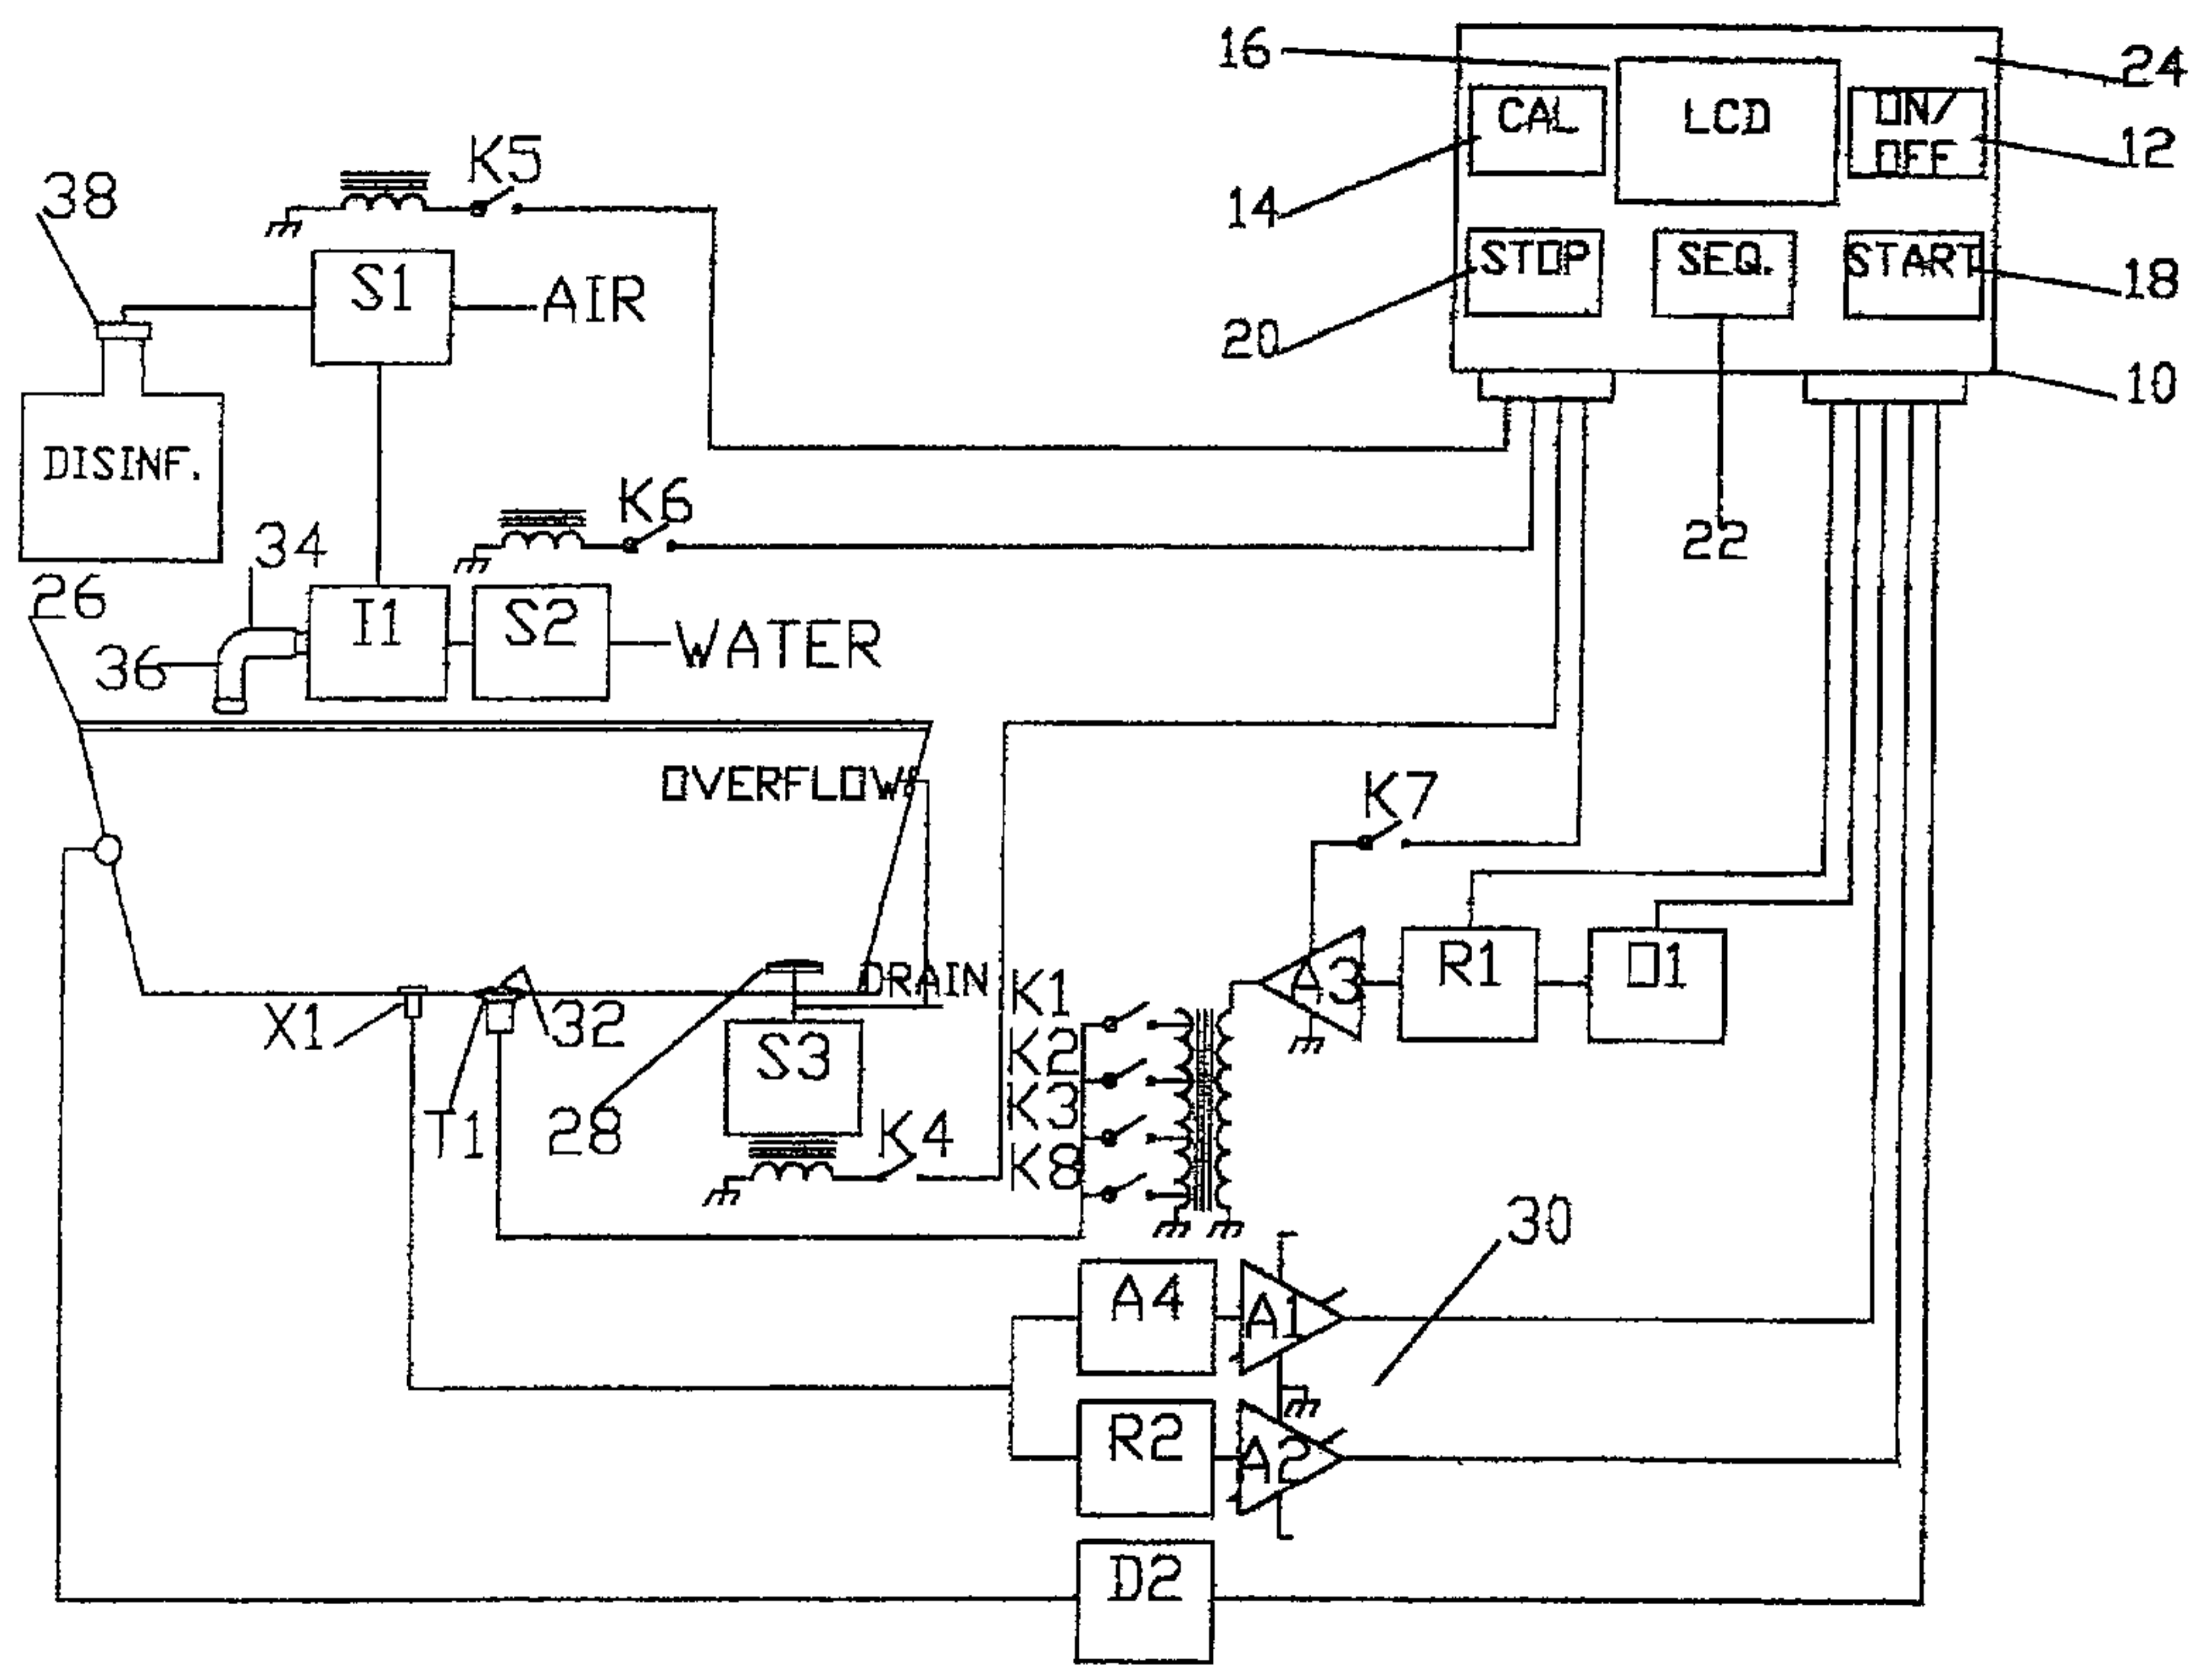 16
24
CAL
LCD
ON/
OFF
12
14
K5
38
STOP
SEQ.
START
18
S1
AIR
20
10
DISINF.
K6
34
22
26
I1
S2
WATER
36
OVERFLOW
K7
DRAIN
K1
A3
R1
O1
X1
32
S3
K2
T1
28
K4
K3
K8
30
A4
A1
R2
A2
D2